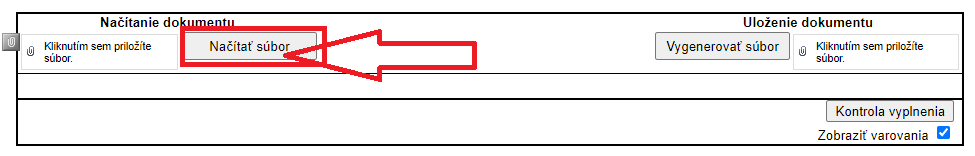 Načítanie dokumentu
Uloženie dokumentu
Kliknutím sem priložíte
súbor.
Načítať súbor
Vygenerovať súbor
Kliknutím sem priložíte
súbor.
Kontrola vyplnenia
Zobraziť varovania